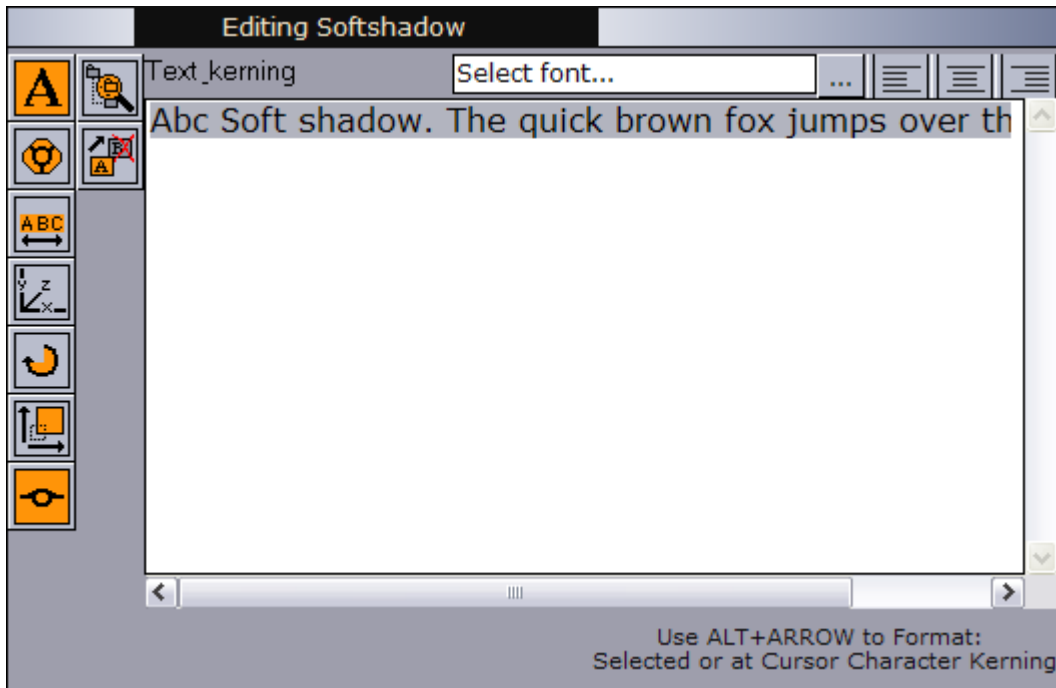 Editing Softshadow
Text_kerning
Select font...
...
A
Abc Soft shadow. The quick brown fox jumps over th
A B
ABC
y z
x
Use ALT+ARROW to Format:
Selected or at Cursor Character Kerning